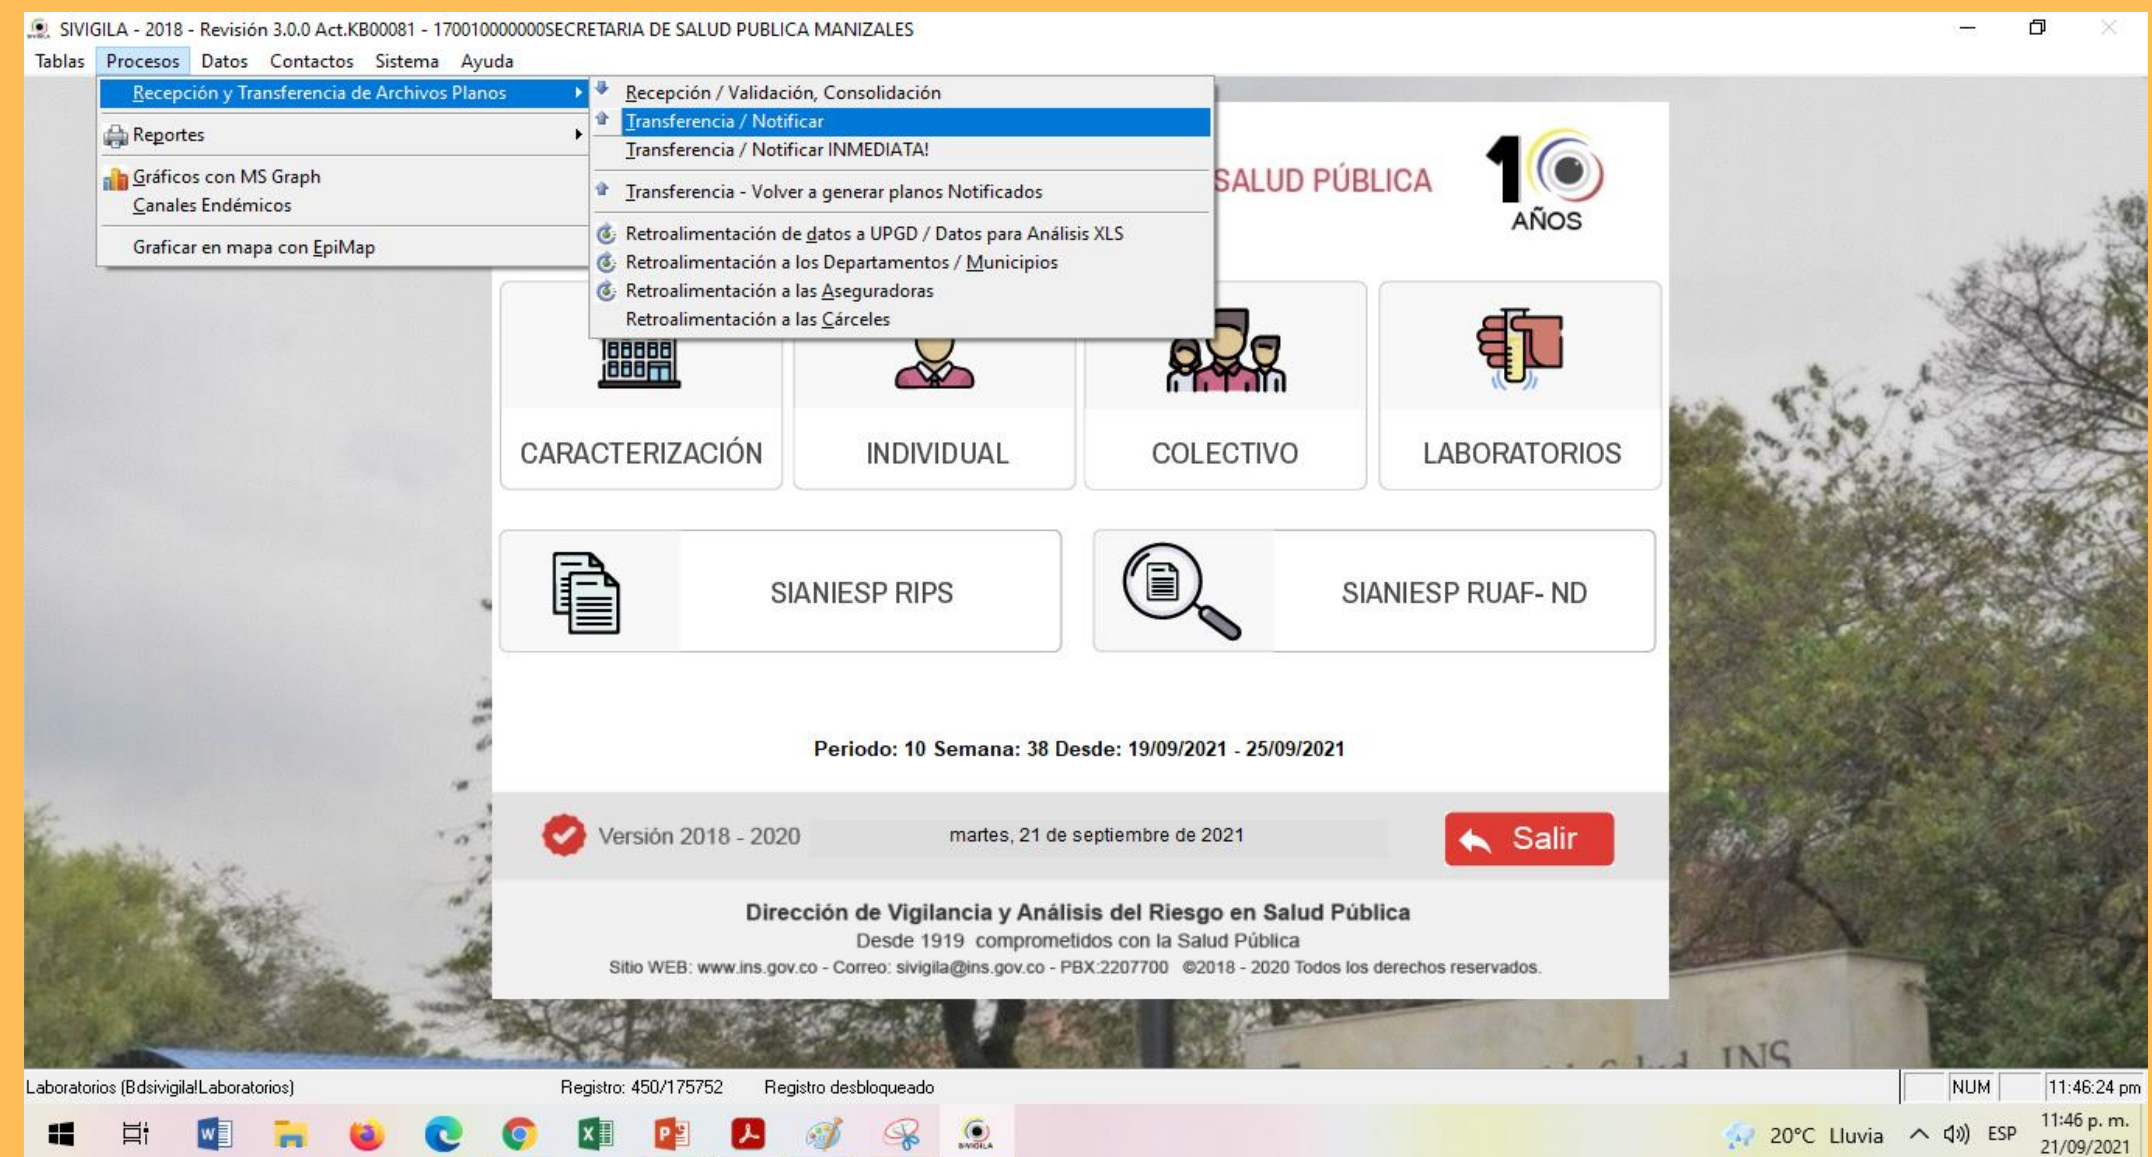 SIVIGILA - 2018 - Revisión 3.0.0 Act.KB00081 - 170010000000SECRETARIA DE SALUD PUBLICA MANIZALES
Tablas Procesos Datos Contactos Sistema Ayuda
Recepción y Transferencia de Archivos Planos
Reportes
Gráficos con MS Graph
Canales Endémicos
Graficar en mapa con EpiMap
Recepción / Validación, Consolidación
Transferencia / Notificar
Transferencia / Notificar INMEDIATA!
Transferencia - Volver a generar planos Notificados
Retroalimentación de datos a UPGD / Datos para Análisis XLS
Retroalimentación a los Departamentos / Municipios
Retroalimentación a las Aseguradoras
Retroalimentación a las Cárceles
SALUD PÚBLICA
10
AÑOS
CARACTERIZACIÓN INDIVIDUAL COLECTIVO LABORATORIOS
SIANIESP RIPS SIANIESP RUAF- ND
Periodo: 10 Semana: 38 Desde: 19/09/2021 - 25/09/2021
Versión 2018 - 2020 martes, 21 de septiembre de 2021 Salir
Dirección de Vigilancia y Análisis del Riesgo en Salud Pública
Desde 1919 comprometidos con la Salud Pública
Sitio WEB: www.ins.gov.co - Correo: sivigila@ins.gov.co - PBX:2207700 ©2018 - 2020 Todos los derechos reservados.
INS
Laboratorios (Bdsivigila!Laboratorios) Registro: 450/175752 Registro desbloqueado NUM 11:46:24 pm
SIVIGILA 20°C Lluvia ESP 11:46 p. m.
21/09/2021